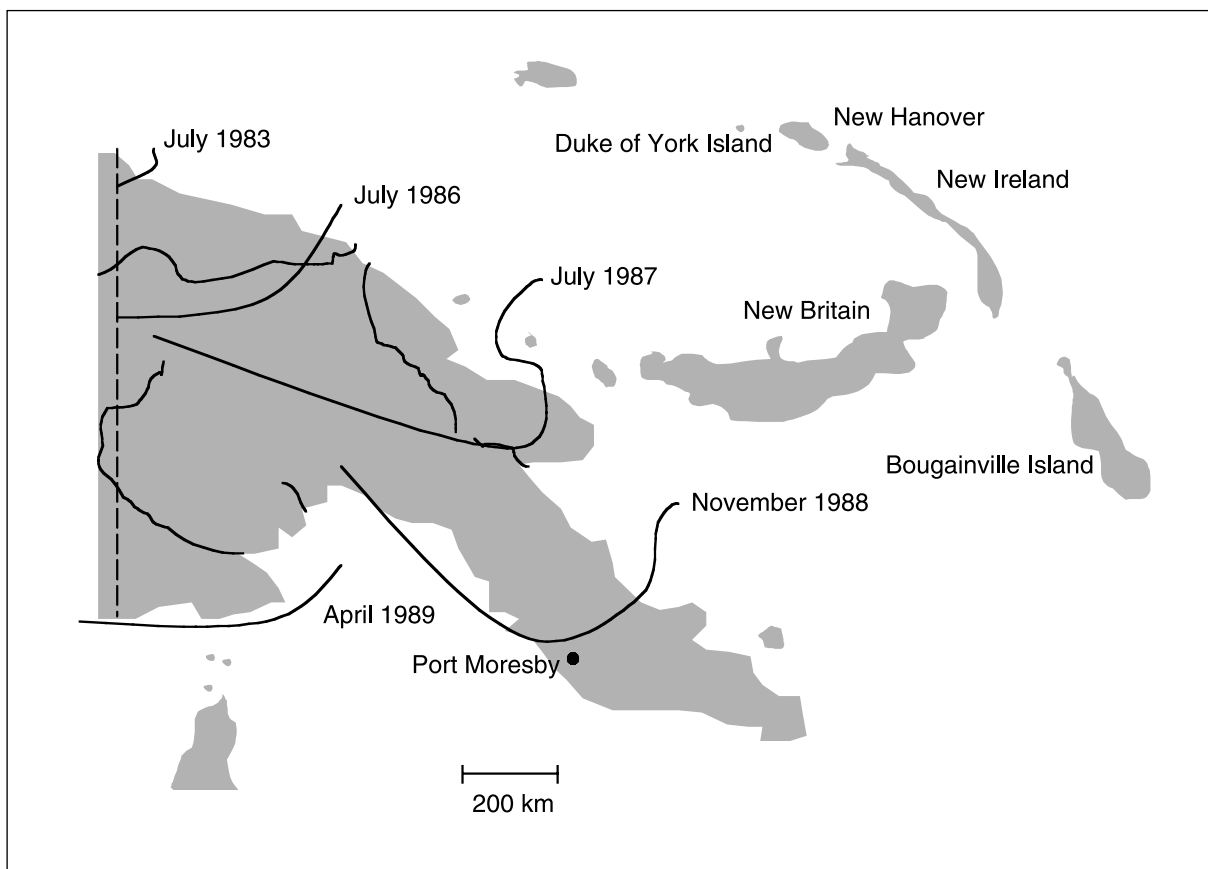 New Hanover
July 1983
Duke of York Island
New Ireland
July 1986
July 1987
New Britain
Bougainville Island
November 1988
April 1989
Port Moresby
200 km